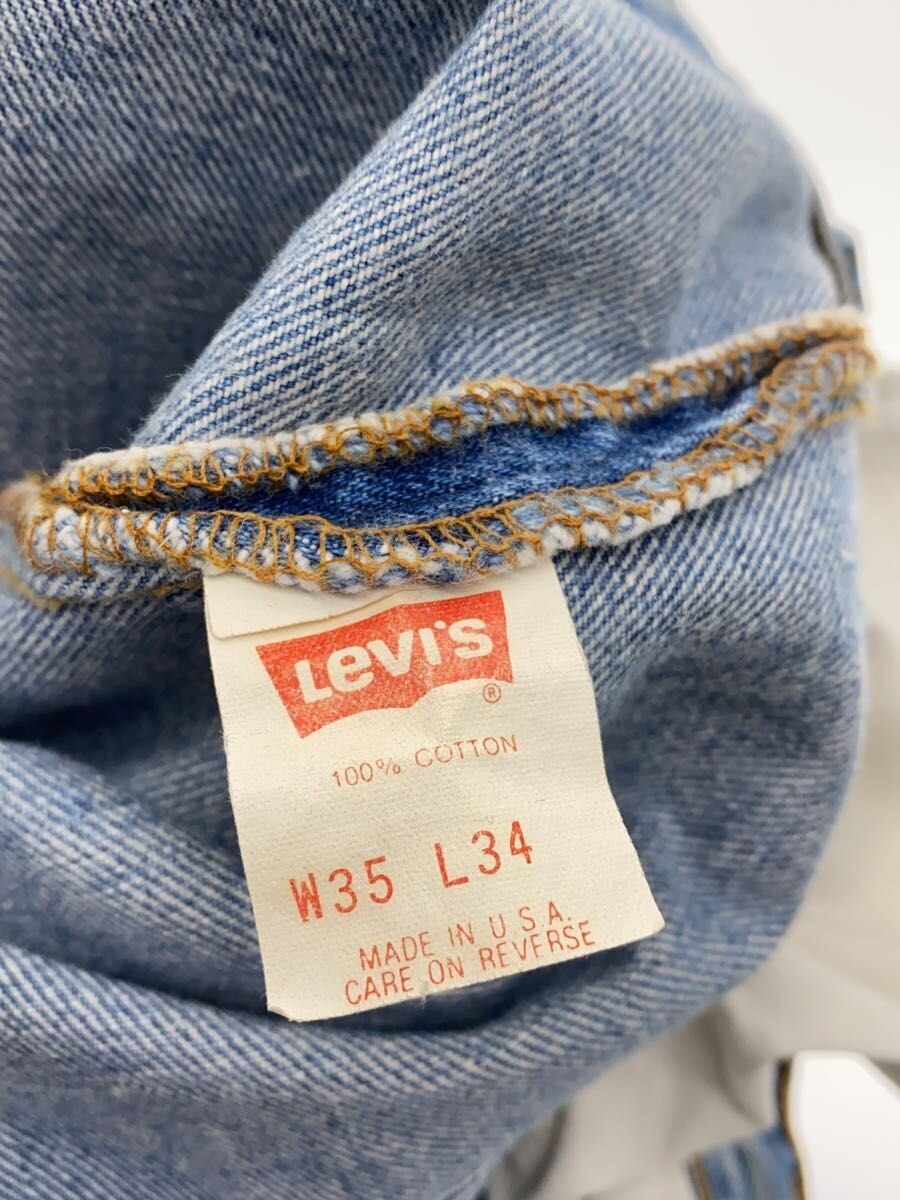 Levi's ®
100% COTTON
W35 L34
MADE IN U.S.A.
CARE ON REVERSE